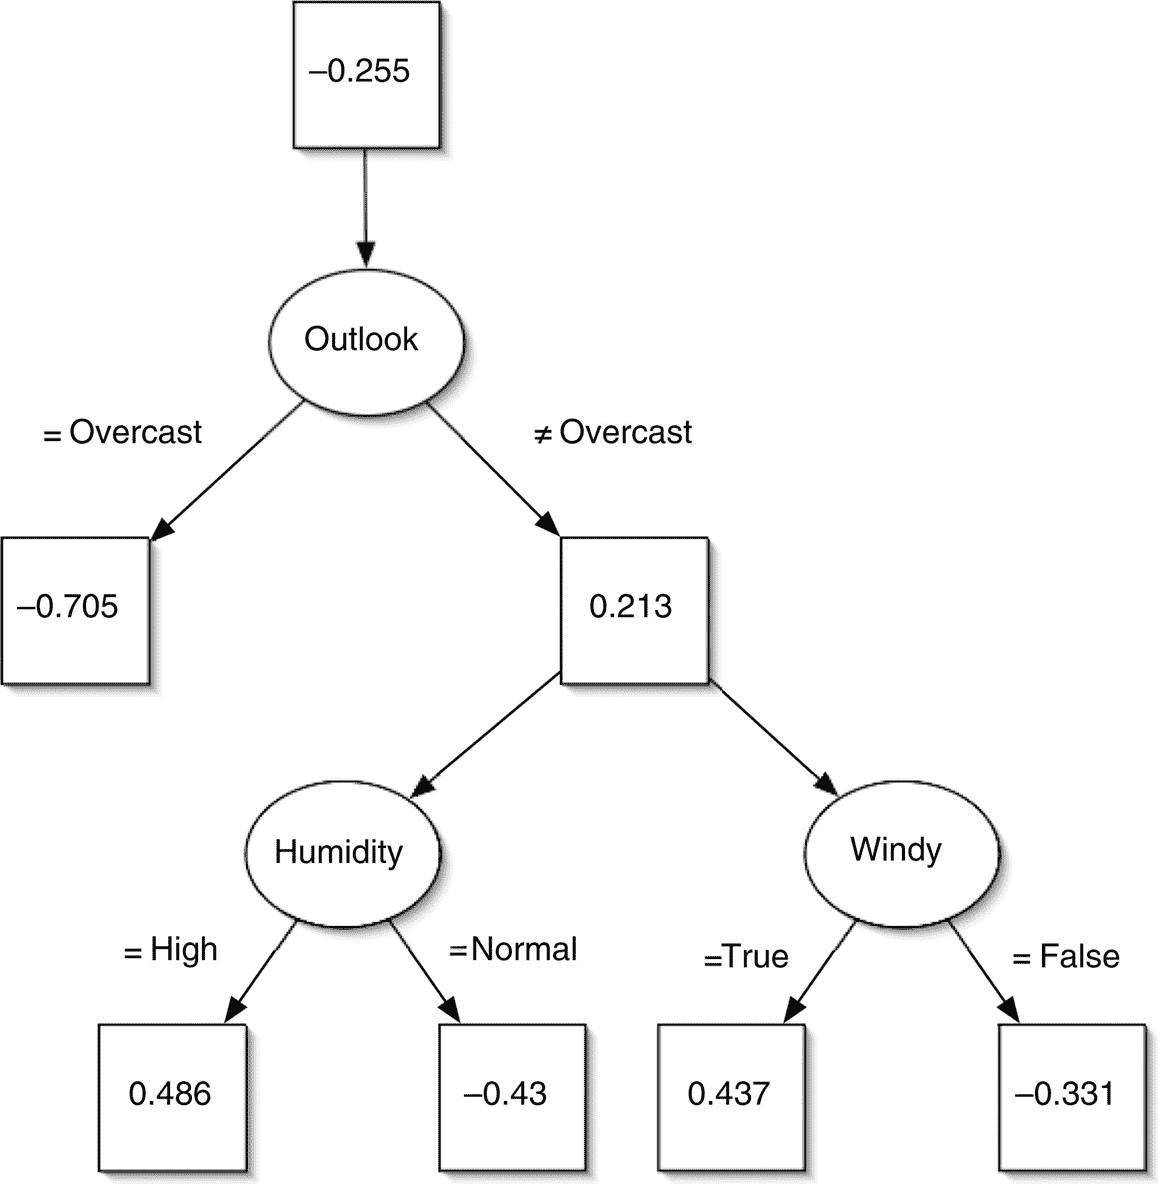 –0.255
Outlook
= Overcast
≠ Overcast
–0.705
0.213
Humidity
Windy
= High
=Normal
=True
= False
0.486
–0.43
0.437
–0.331